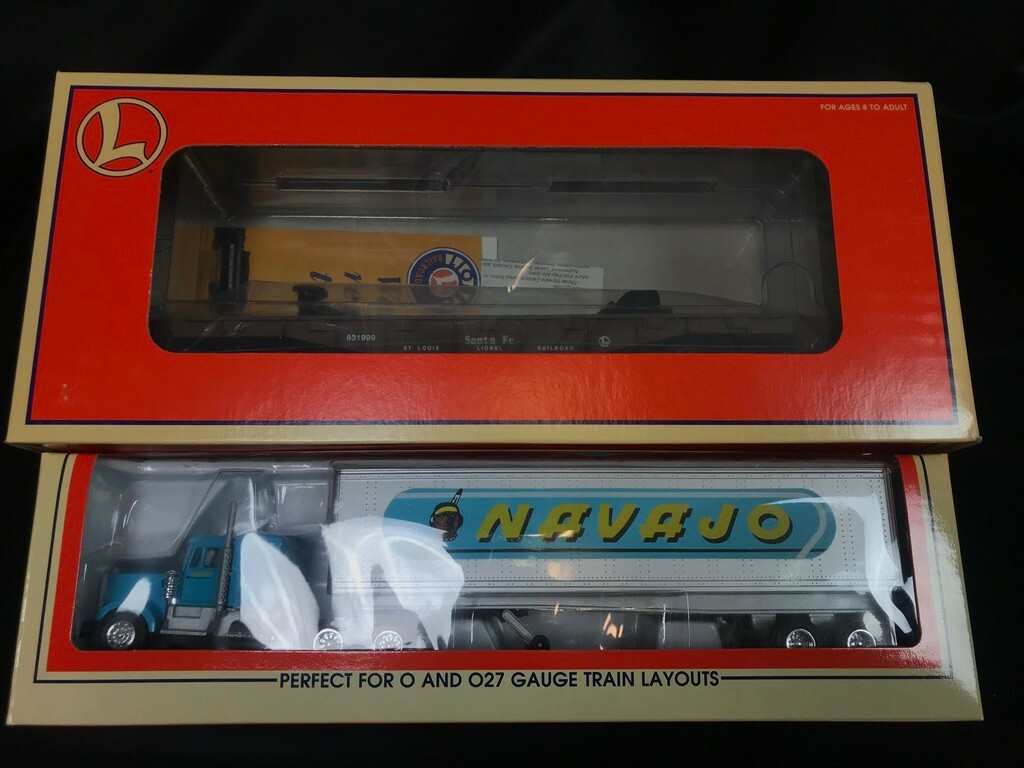 FOR AGES 8 TO ADULT
L
RAILROAD
831999
Santa Fe
ST LOUIS LIONEL RAILROAD
NAVAJO
PERFECT FOR O AND O27 GAUGE TRAIN LAYOUTS